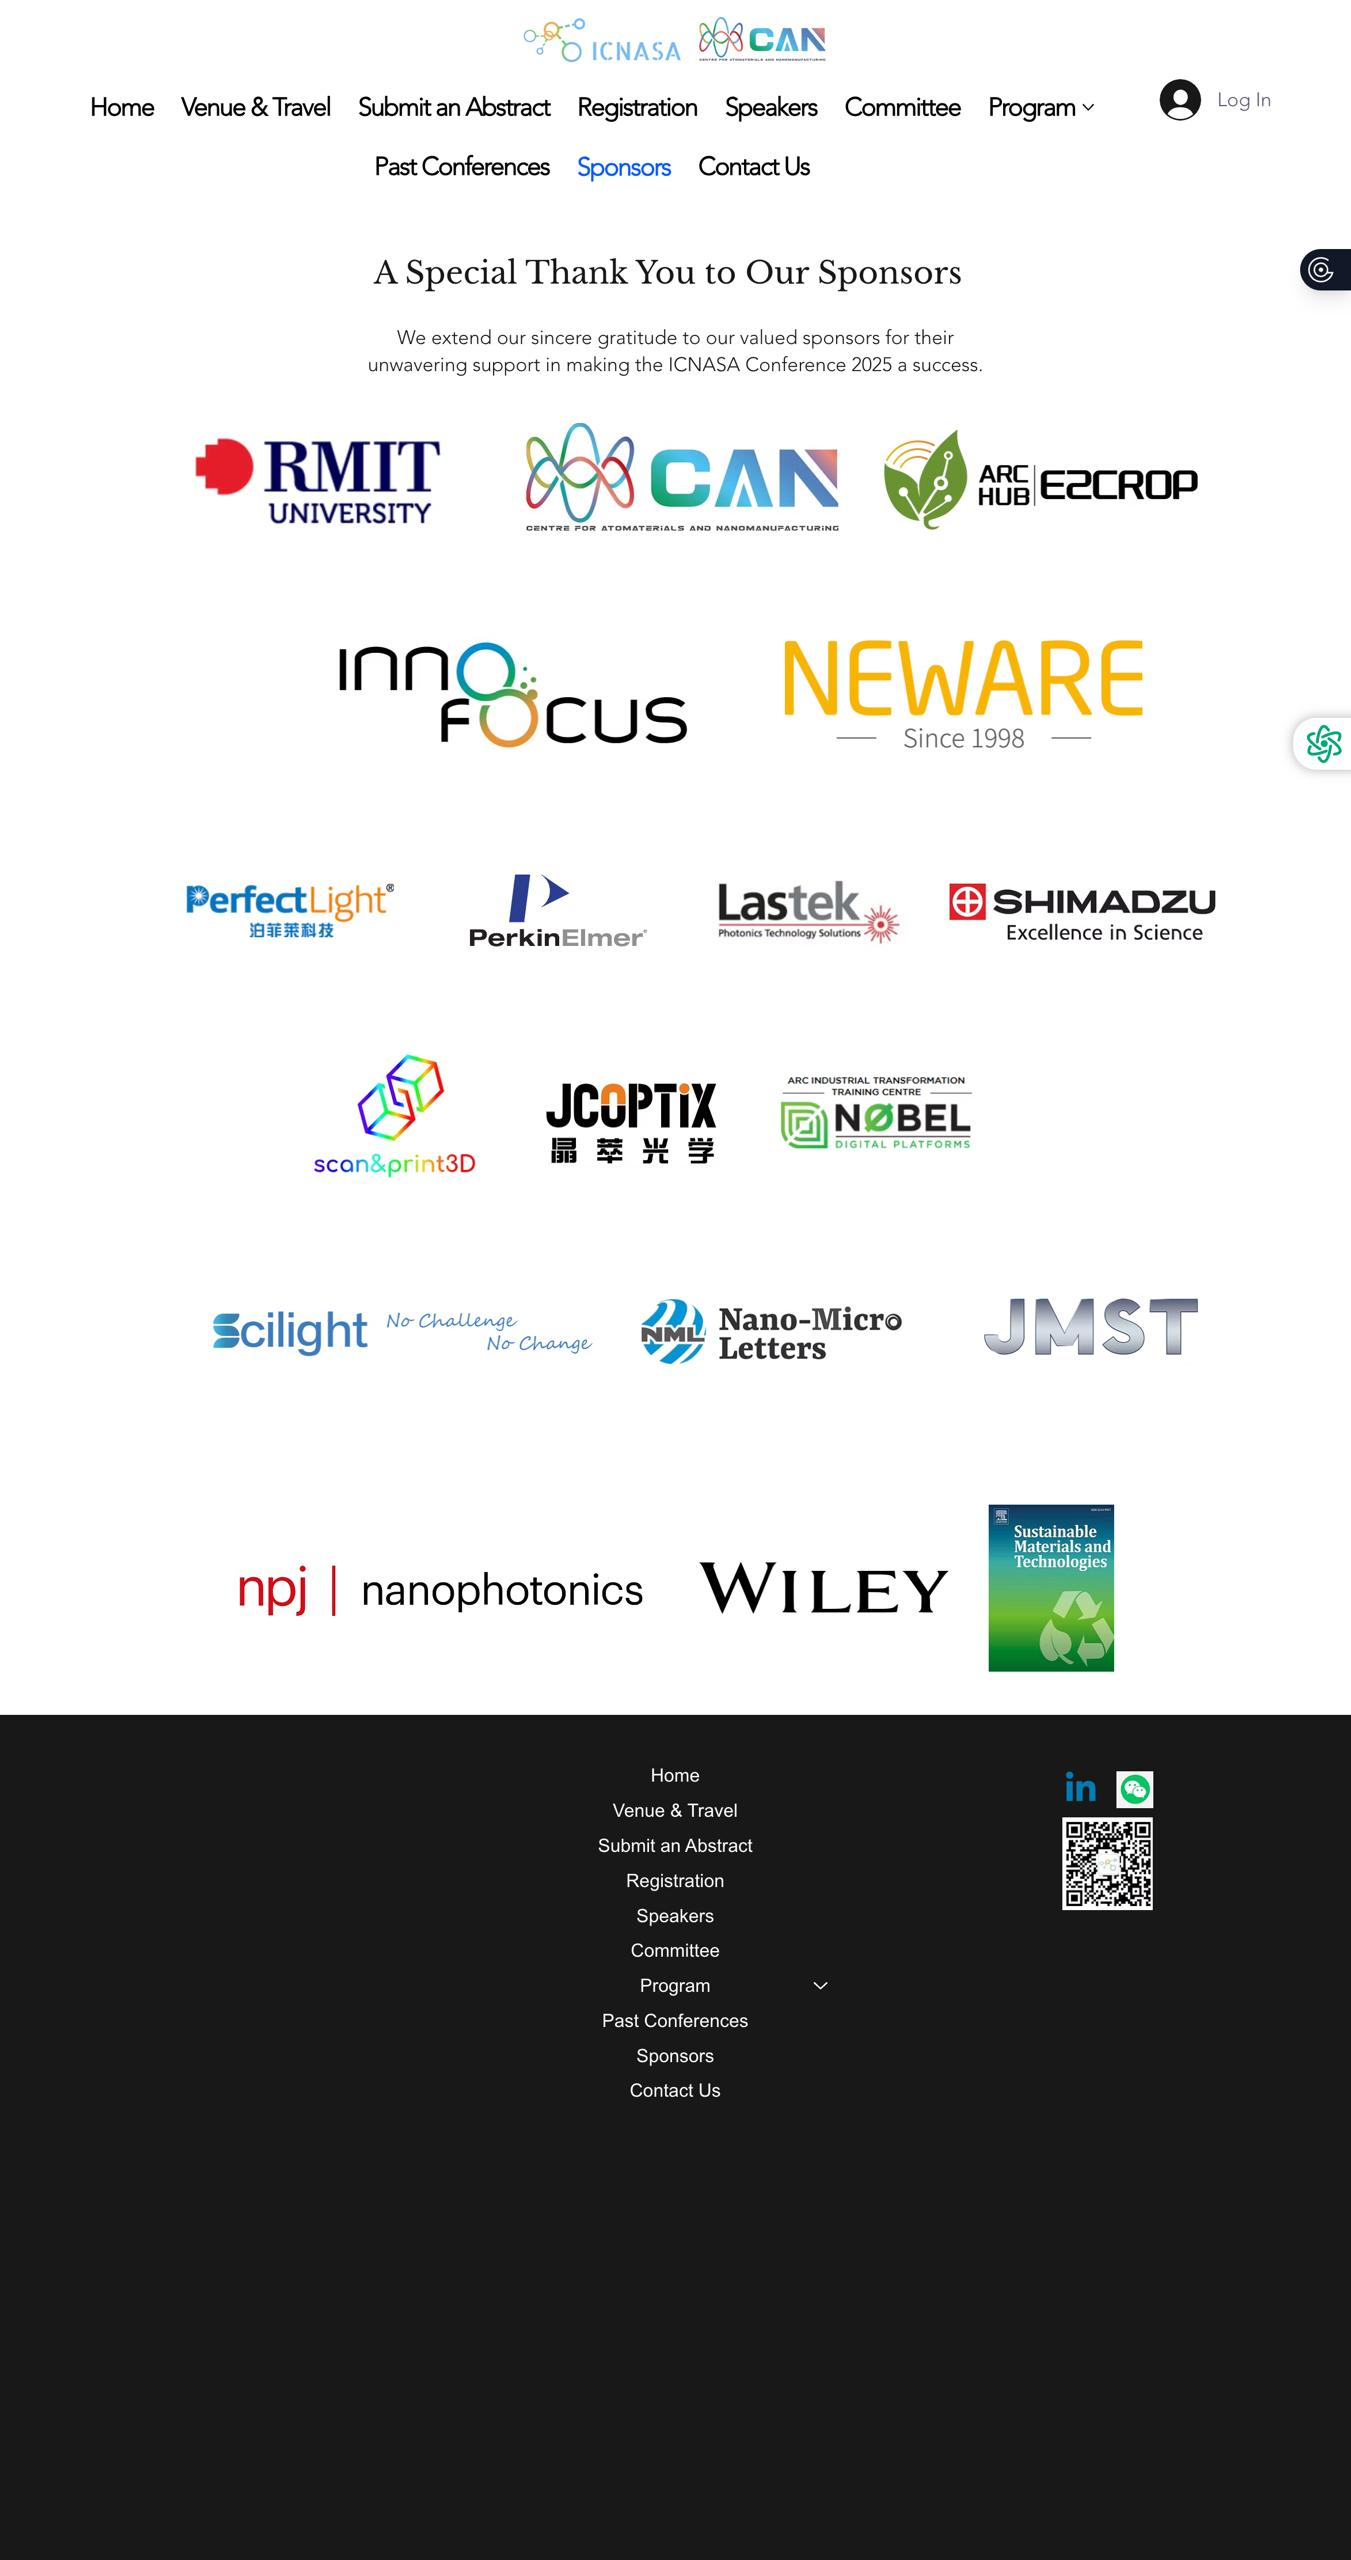 ICNASA
CAN
CENTRE FOR ATOMATERIALS AND NANOMANUFACTURING
Home Venue & Travel Submit an Abstract Registration Speakers Committee Program
Log In
Past Conferences Sponsors Contact Us
A Special Thank You to Our Sponsors
We extend our sincere gratitude to our valued sponsors for their
unwavering support in making the ICNASA Conference 2025 a success.
RMIT
UNIVERSITY
CAN
CENTRE FOR ATOMATERIALS AND NANOMANUFACTURING
ARC
HUB
E2CROP
INNO
FOCUS
NEWARE
Since 1998
PerfectLight®
泊菲莱科技
PerkinElmer
Lastek
Photonics Technology Solutions
SHIMADZU
Excellence in Science
scan&print3D
JCOPTiX
晶萃光学
ARC INDUSTRIAL TRANSFORMATION
TRAINING CENTRE
NØBEL
DIGITAL PLATFORMS
Scilight
No Challenge
No Change
NML
Nano-Micro
Letters
JMST
npj | nanophotonics
WILEY
Sustainable
Materials and
Technologies
Home
Venue & Travel
Submit an Abstract
Registration
Speakers
Committee
Program
Past Conferences
Sponsors
Contact Us
in